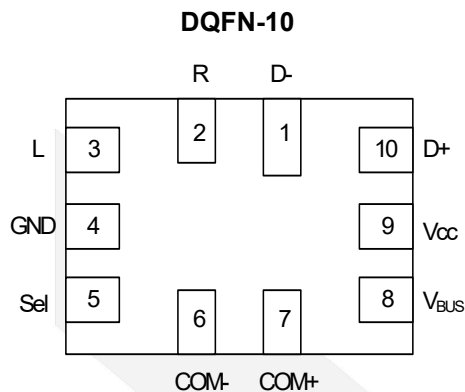 DQFN-10
R D-
2 1
L 3 10 D+
GND 4 9 Vcc
Sel 5 8 VBUS
6 7
COM- COM+